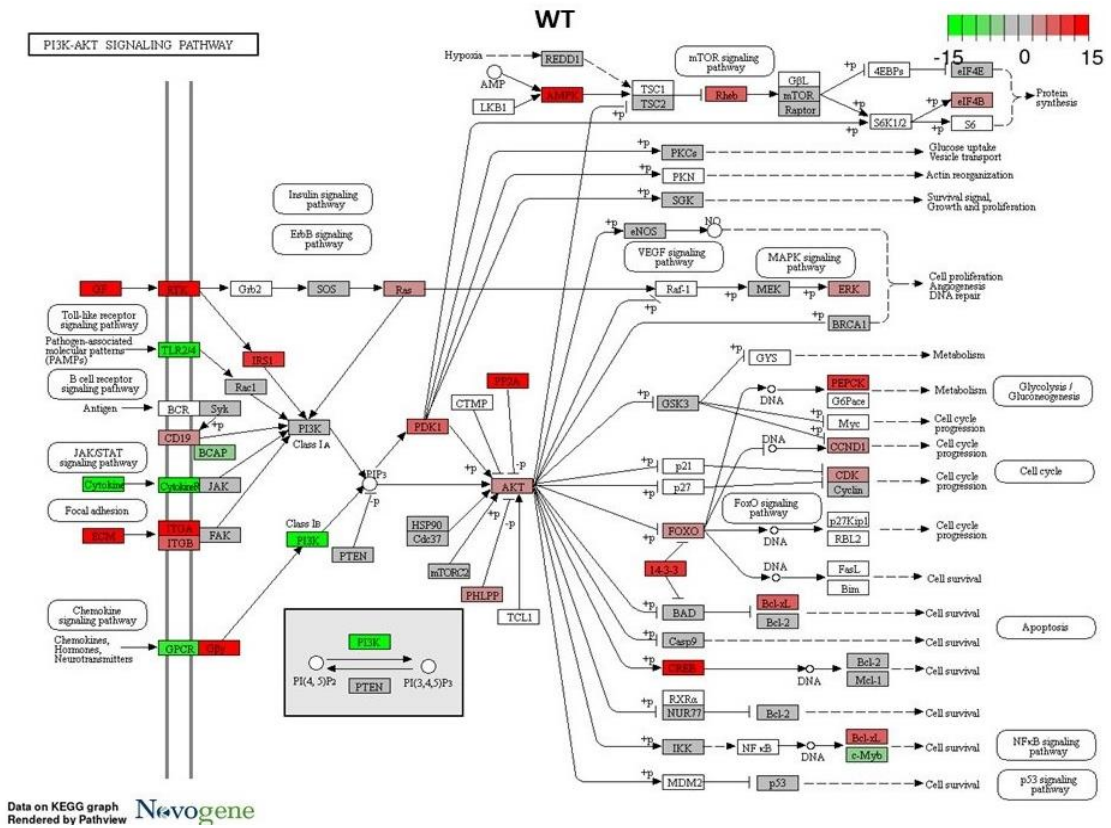 WT
PI3K-AKT SIGNALING PATHWAY
-15
0
15
Hypoxia
REDD1
mTOR signaling
pathway
AMP
LKB1
AMPK
TSC1
TSC2
+p
Rheb
GβL
mTOR
Raptor
+p
4EBPs
eIF4E
+p
eIF4B
+p
S6K1/2
+p
S6
Protein
synthesis
+p
PKCs
Glucose uptake
Vesicle transport
+p
PKN
Actin reorganization
+p
SGK
Survival signal,
Growth and proliferation
Insulin signaling
pathway
ErbB signaling
pathway
+p
eNOS
NO
VEGF signaling
pathway
MAPK signaling
pathway
GF
RTK
Grb2
SOS
Ras
Raf-1
+p
+p
MEK
+p
ERK
+p
BRCA1
Cell proliferation
Angiogenesis
DNA repair
Toll-like receptor
signaling pathway
Pathogen-associated
molecular patterns
(PAMPs)
TLR2/4
IRS1
Rac1
B cell receptor
signaling pathway
Antigen
BCR
Syk
+p
CD19
BCAP
PI3K
Class IA
JAK/STAT
signaling pathway
Cytokine
CytokineR
JAK
Focal adhesion
ECM
ITGA
ITGB
FAK
Class IB
PI3K
PIP3
-p
PTEN
PDK1
CTMP
PP2A
+p
-p
-p
AKT
+p
-p
HSP90
Cdc37
mTORC2
PHLPP
TCL1
+p
GYS
Metabolism
+p
GSK3
DNA
PEPCK
G6Pace
Metabolism
Glycolysis /
Gluconeogenesis
+p
Myc
Cell cycle
progression
+p
DNA
CCND1
Cell cycle
progression
p21
+p
p27
CDK
Cyclin
Cell cycle
progression
Cell cycle
FoxO signaling
pathway
+p
FOXO
DNA
p27Kip1
RBL2
Cell cycle
progression
14-3-3
DNA
FasL
Bim
Cell survival
+p
BAD
Bcl-xL
Bcl-2
Cell survival
Apoptosis
+p
Casp9
Cell survival
+p
CREB
DNA
Bcl-2
Mcl-1
Cell survival
RXRα
NUR77
+p
Bcl-2
Cell survival
+p
IKK
NFκB
DNA
Bcl-xL
c-Myb
Cell survival
NFκB signaling
pathway
+p
MDM2
p53
Cell survival
p53 signaling
pathway
Chemokine
signaling pathway
Chemokines,
Hormones,
Neurotransmitters
GPCR
Gβγ
PI3K
PI(4, 5)P2
PI(3,4,5)P3
PTEN
Data on KEGG graph
Rendered by Pathview
Novogene